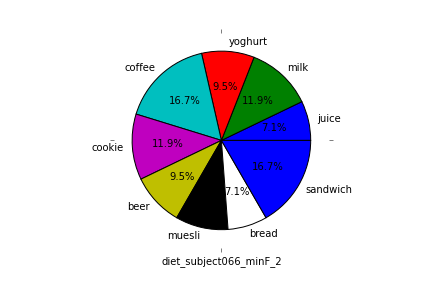 yoghurt
coffee
milk
9.5%
16.7%
11.9%
juice
7.1%
cookie
11.9%
16.7%
9.5%
sandwich
7.1%
beer
bread
muesli
diet_subject066_minF_2